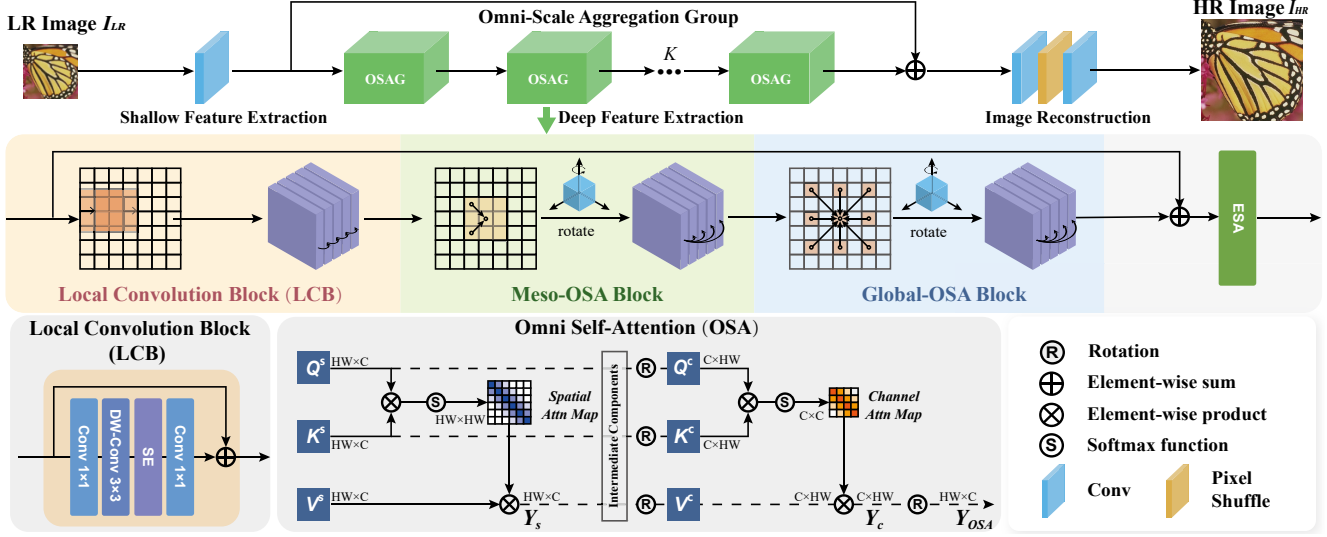 LR Image I_LR
Omni-Scale Aggregation Group
HR Image I_HR
OSAG
OSAG
K
OSAG
Shallow Feature Extraction
Deep Feature Extraction
Image Reconstruction
rotate
rotate
ESA
Local Convolution Block (LCB)
Meso-OSA Block
Global-OSA Block
Local Convolution Block
(LCB)
Conv 1×1
DW-Conv 3×3
SE
Conv 1×1
Omni Self-Attention (OSA)
Q^s
HW×C
K^s
HW×C
V^s
HW×C
S
HW×HW
Spatial
Attn Map
HW×C
Y_s
Intermediate Components
R
R
R
Q^c
C×HW
K^c
C×HW
V^c
S
C×C
Channel
Attn Map
C×HW
C×HW
Y_c
R
HW×C
Y_OSA
R
Rotation
Element-wise sum
Element-wise product
S
Softmax function
Conv
Pixel
Shuffle